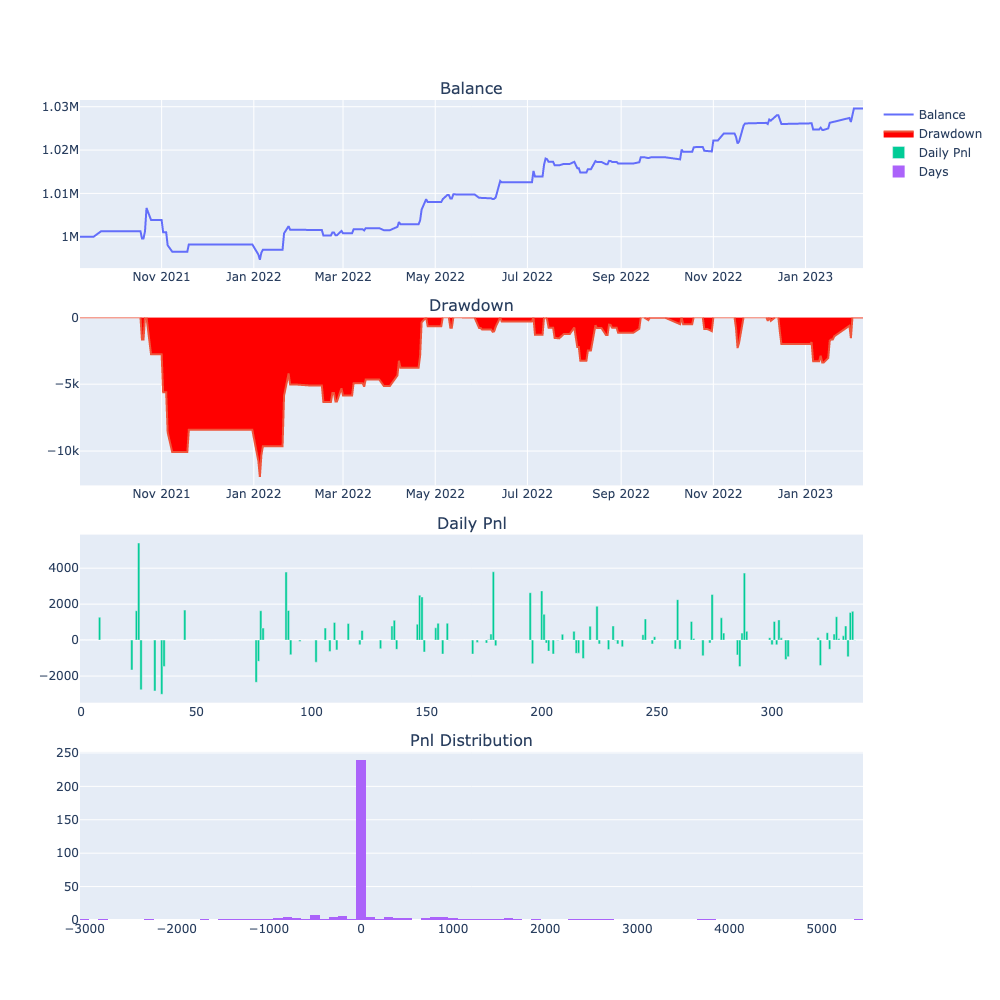 Balance
1.03M
1.02M
1.01M
1M
Nov 2021 Jan 2022 Mar 2022 May 2022 Jul 2022 Sep 2022 Nov 2022 Jan 2023
Balance
Drawdown
Daily Pnl
Days
Drawdown
0
−5k
−10k
Nov 2021 Jan 2022 Mar 2022 May 2022 Jul 2022 Sep 2022 Nov 2022 Jan 2023
Daily Pnl
4000
2000
0
−2000
0 50 100 150 200 250 300
Pnl Distribution
250
200
150
100
50
0
−3000 −2000 −1000 0 1000 2000 3000 4000 5000